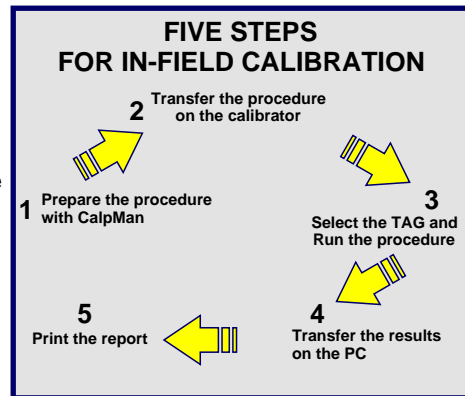 FIVE STEPS
FOR IN-FIELD CALIBRATION
2 Transfer the procedure
on the calibrator
1 Prepare the procedure
with CalpMan
3
Select the TAG and
Run the procedure
4
Transfer the results
on the PC
5
Print the report